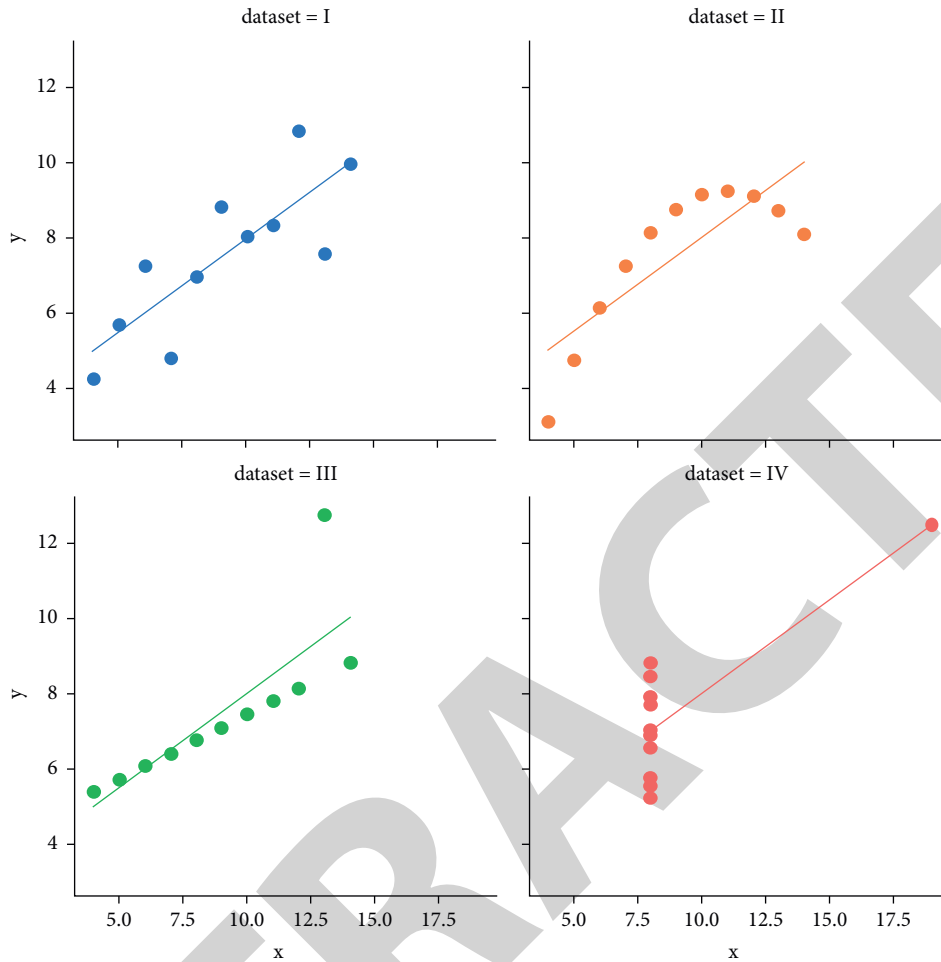 dataset = I
dataset = II
12
10
8
6
4
y
dataset = III
dataset = IV
12
10
8
6
4
y
5.0 7.5 10.0 12.5 15.0 17.5
5.0 7.5 10.0 12.5 15.0 17.5
x
x
TRACTE